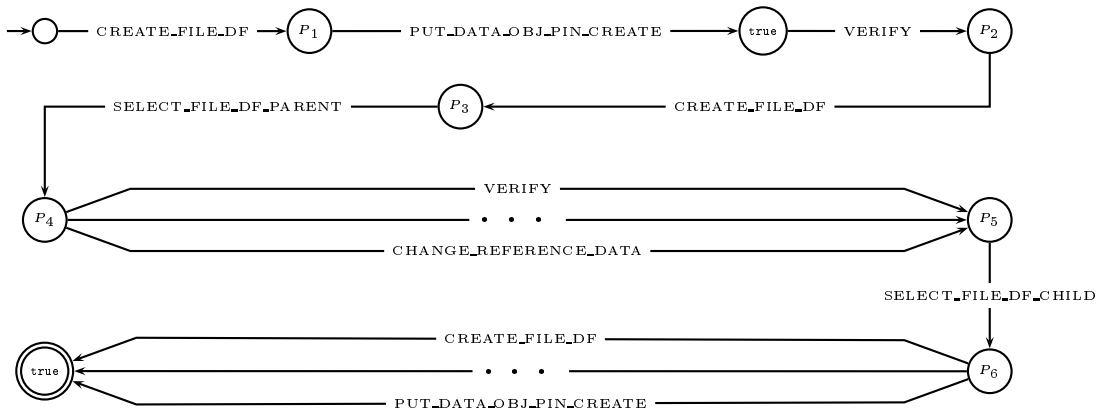 CREATE_FILE_DF P1 PUT_DATA_OBJ_PIN_CREATE true VERIFY P2
SELECT_FILE_DF_PARENT P3 CREATE_FILE_DF
VERIFY
P4 . . . P5
CHANGE_REFERENCE_DATA
SELECT_FILE_DF_CHILD
CREATE_FILE_DF
true . . . P6
PUT_DATA_OBJ_PIN_CREATE